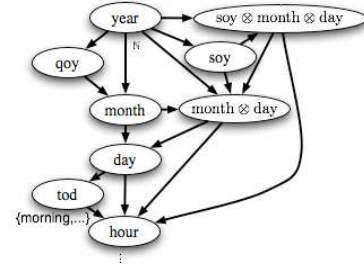 year
soy ⊗ month ⊗ day
ℕ
qoy
soy
month
month ⊗ day
day
tod
{morning,...}
hour
⋮